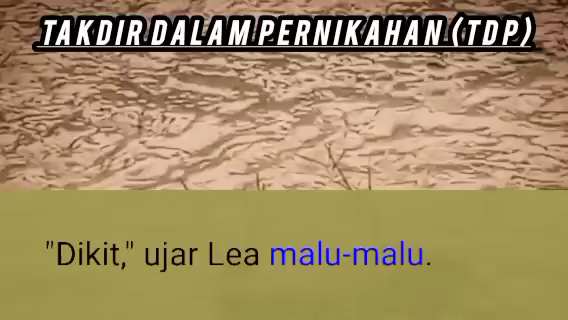 TAKDIR DALAM PERNIKAHAN (TDP)
"Dikit," ujar Lea malu-malu.